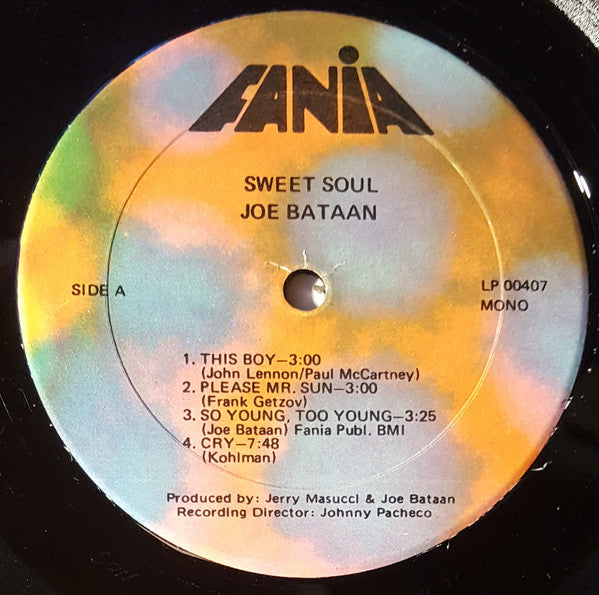 FANIA
SWEET SOUL
JOE BATAAN
SIDE A
LP 00407
MONO
1. THIS BOY—3:00
(John Lennon/Paul McCartney)
2. PLEASE MR. SUN—3:00
(Frank Getzov)
3. SO YOUNG, TOO YOUNG—3:25
(Joe Bataan) Fania Publ. BMI
4. CRY—7:48
(Kohlman)
Produced by: Jerry Masucci & Joe Bataan
Recording Director: Johnny Pacheco